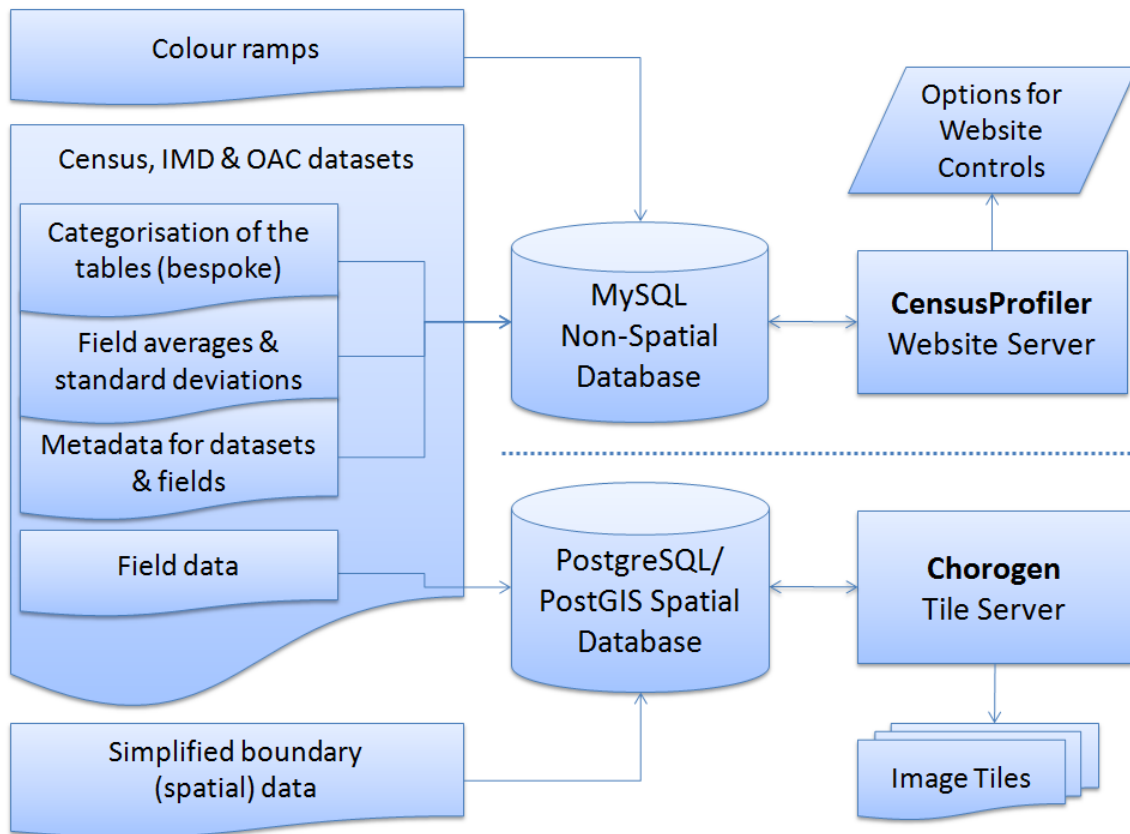 Colour ramps
Census, IMD & OAC datasets
Categorisation of the
tables (bespoke)
Field averages &
standard deviations
Metadata for datasets
& fields
Field data
Simplified boundary
(spatial) data
MySQL
Non-Spatial
Database
PostgreSQL/
PostGIS Spatial
Database
Options for
Website
Controls
CensusProfiler
Website Server
Chorogen
Tile Server
Image Tiles